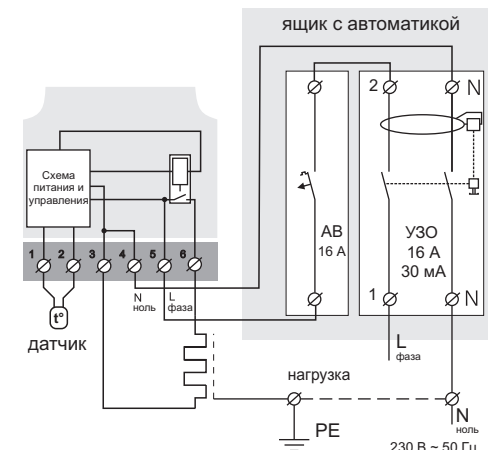 ящик с автоматикой
2
N
Схема
питания и
управления
АВ
16 А
УЗО
16 А
30 мА
1
2
3
4
5
6
N
ноль
L
фаза
1
N
t°
датчик
L
фаза
нагрузка
PE
N
ноль
230 В ~ 50 Гц